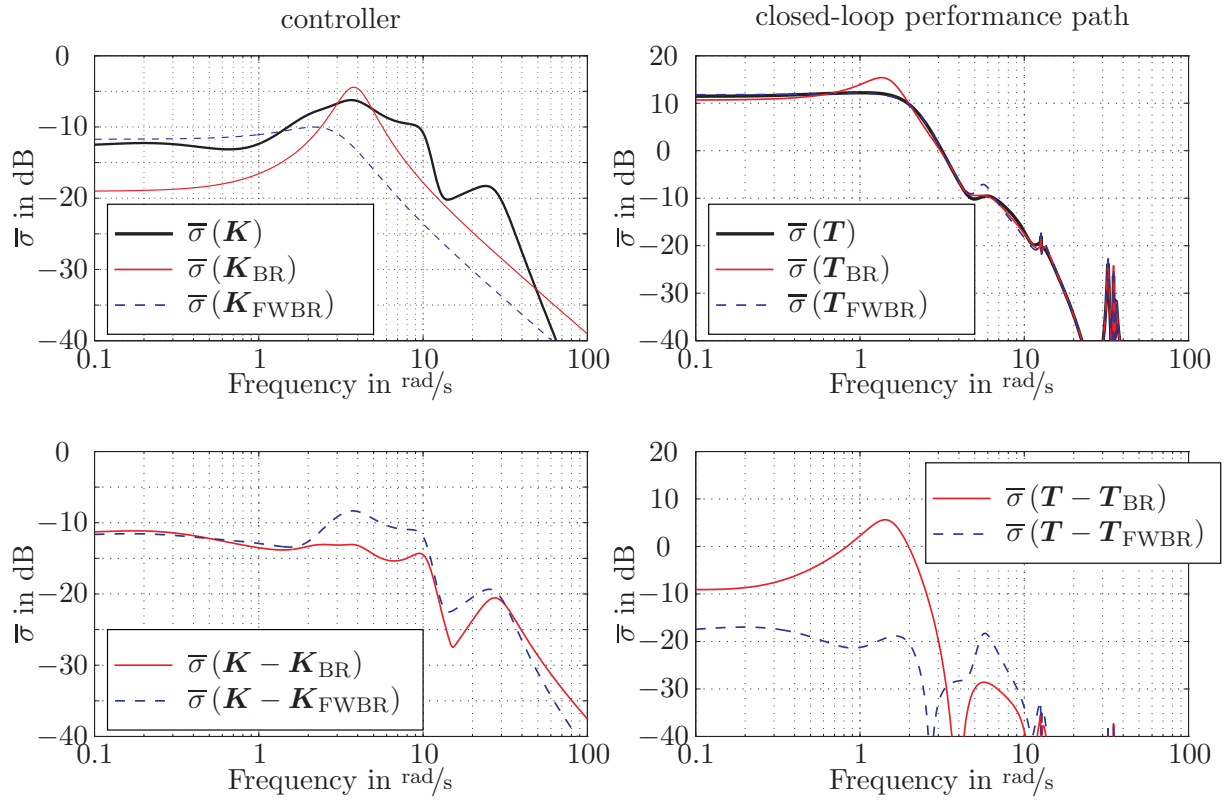 controller
0
−10
−20
−30
−40
σ̅ in dB
σ̅ (K)
σ̅ (K_BR)
σ̅ (K_FWBR)
0.1 1 10 100
Frequency in rad/s
closed-loop performance path
20
10
0
−10
−20
−30
−40
σ̅ in dB
σ̅ (T)
σ̅ (T_BR)
σ̅ (T_FWBR)
0.1 1 10 100
Frequency in rad/s
0
−10
−20
−30
−40
σ̅ in dB
σ̅ (K − K_BR)
σ̅ (K − K_FWBR)
0.1 1 10 100
Frequency in rad/s
20
10
0
−10
−20
−30
−40
σ̅ in dB
σ̅ (T − T_BR)
σ̅ (T − T_FWBR)
0.1 1 10 100
Frequency in rad/s